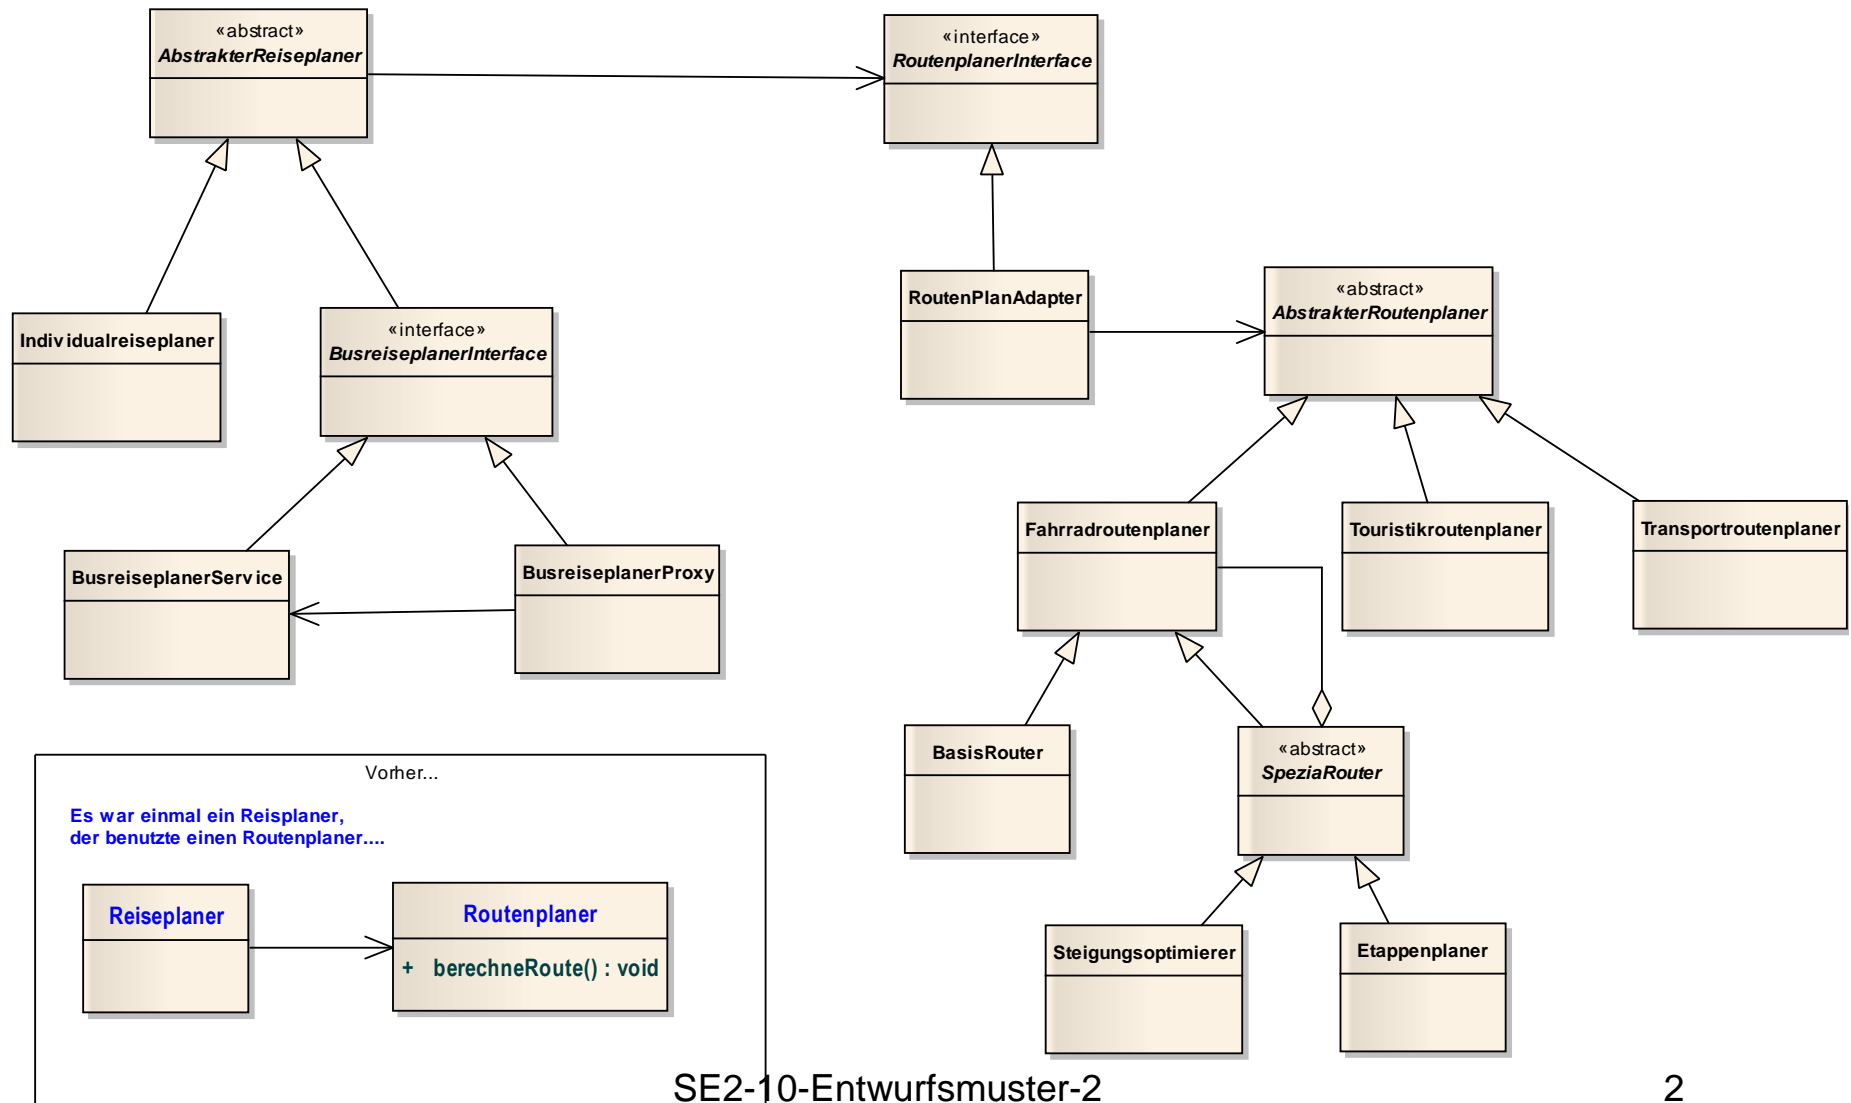 «abstract»
AbstrakterReiseplaner
«interface»
RoutenplanerInterface
RoutenPlanAdapter
«abstract»
AbstrakterRoutenplaner
Individualreiseplaner
«interface»
BusreiseplanerInterface
Fahrradroutenplaner
Touristikroutenplaner
Transportroutenplaner
BusreiseplanerService
BusreiseplanerProxy
BasisRouter
«abstract»
SpeziaRouter
Vorher...
Es war einmal ein Reisplaner,
der benutzte einen Routenplaner....
Reiseplaner
Routenplaner
+ berechneRoute() : void
Steigungsoptimierer
Etappenplaner
SE2-10-Entwurfsmuster-2
2